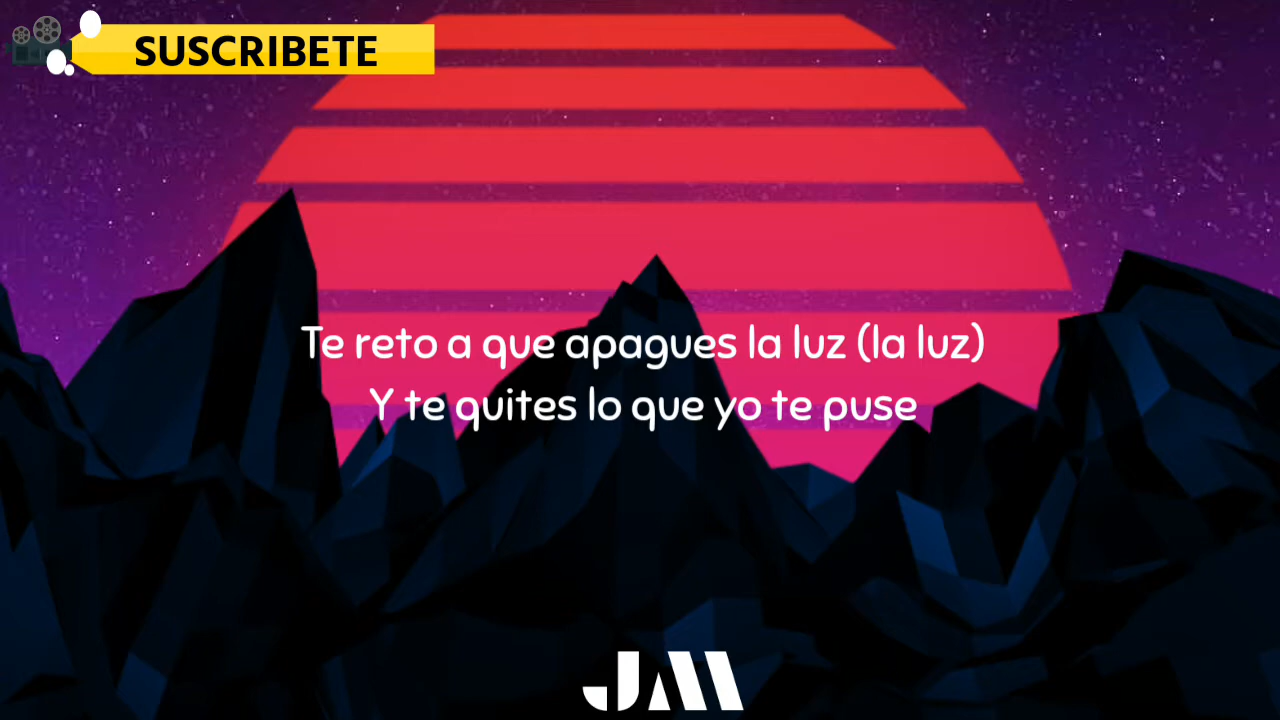 SUSCRIBETE
Te reto a que apagues la luz (la luz)
Y te quites lo que yo te puse
JM